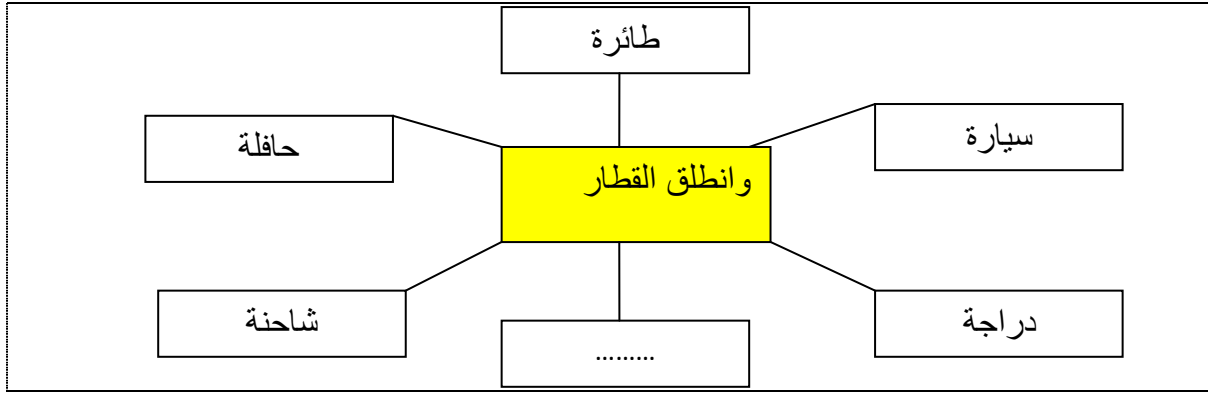 طائرة
سيارة
حافلة
وانطلق القطار
شاحنة
دراجة
.........